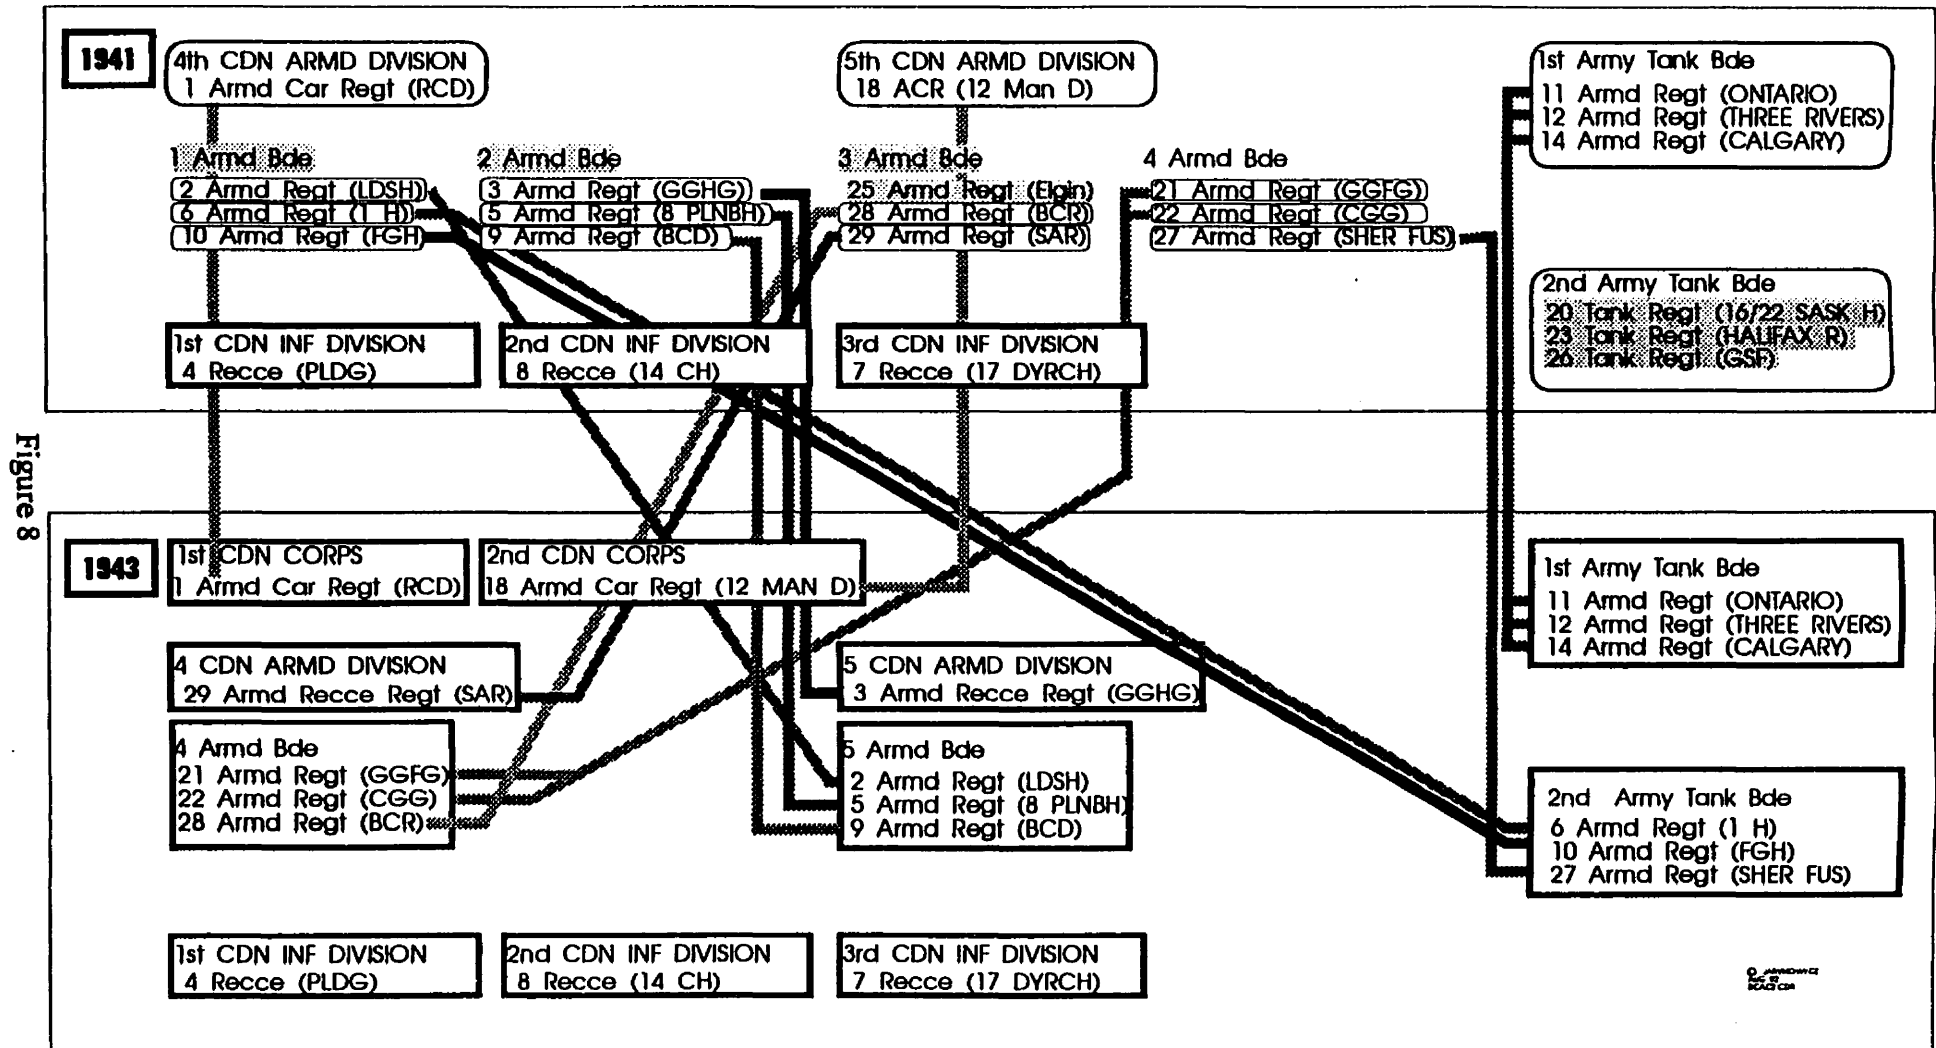 1941
4th CDN ARMD DIVISION
1 Armd Car Regt (RCD)
5th CDN ARMD DIVISION
18 ACR (12 Man D)
1st Army Tank Bde
11 Armd Regt (ONTARIO)
12 Armd Regt (THREE RIVERS)
14 Armd Regt (CALGARY)
1 Armd Bde
2 Armd Regt (LDSH)
6 Armd Regt (1 H)
10 Armd Regt (FGH)
2 Armd Bde
3 Armd Regt (GGHG)
5 Armd Regt (8 PLNBH)
9 Armd Regt (BCD)
3 Armd Bde
25 Armd Regt (Elgin)
28 Armd Regt (BCR)
29 Armd Regt (SAR)
4 Armd Bde
21 Armd Regt (GGFG)
22 Armd Regt (CGG)
27 Armd Regt (SHER FUS)
2nd Army Tank Bde
20 Tank Regt (16/22 SASK H)
23 Tank Regt (HALIFAX R)
26 Tank Regt (GSF)
1st CDN INF DIVISION
4 Recce (PLDG)
2nd CDN INF DIVISION
8 Recce (14 CH)
3rd CDN INF DIVISION
7 Recce (17 DYRCH)
Figure 8
1943
1st CDN CORPS
1 Armd Car Regt (RCD)
2nd CDN CORPS
18 Armd Car Regt (12 MAN D)
1st Army Tank Bde
11 Armd Regt (ONTARIO)
12 Armd Regt (THREE RIVERS)
14 Armd Regt (CALGARY)
4 CDN ARMD DIVISION
29 Armd Recce Regt (SAR)
5 CDN ARMD DIVISION
3 Armd Recce Regt (GGHG)
4 Armd Bde
21 Armd Regt (GGFG)
22 Armd Regt (CGG)
28 Armd Regt (BCR)
5 Armd Bde
2 Armd Regt (LDSH)
5 Armd Regt (8 PLNBH)
9 Armd Regt (BCD)
2nd Army Tank Bde
6 Armd Regt (1 H)
10 Armd Regt (FGH)
27 Armd Regt (SHER FUS)
1st CDN INF DIVISION
4 Recce (PLDG)
2nd CDN INF DIVISION
8 Recce (14 CH)
3rd CDN INF DIVISION
7 Recce (17 DYRCH)